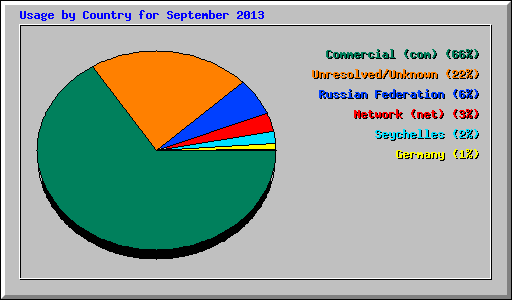 Usage by Country for September 2013
Commercial (com) (66%)
Unresolved/Unknown (22%)
Russian Federation (6%)
Network (net) (3%)
Seychelles (2%)
Germany (1%)